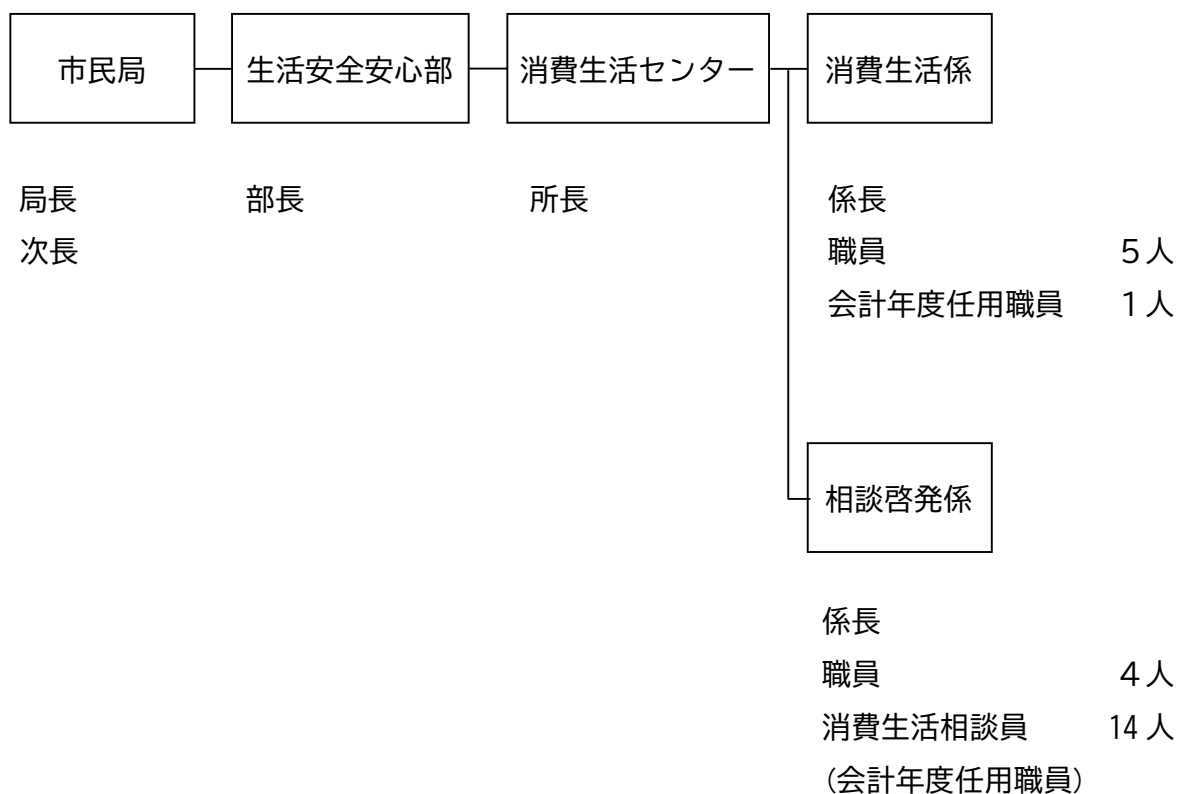 市民局
生活安全安心部
消費生活センター
消費生活係
局長
次長
部長
所長
係長
職員 5人
会計年度任用職員 1人
相談啓発係
係長
職員 4人
消費生活相談員 14人
(会計年度任用職員)